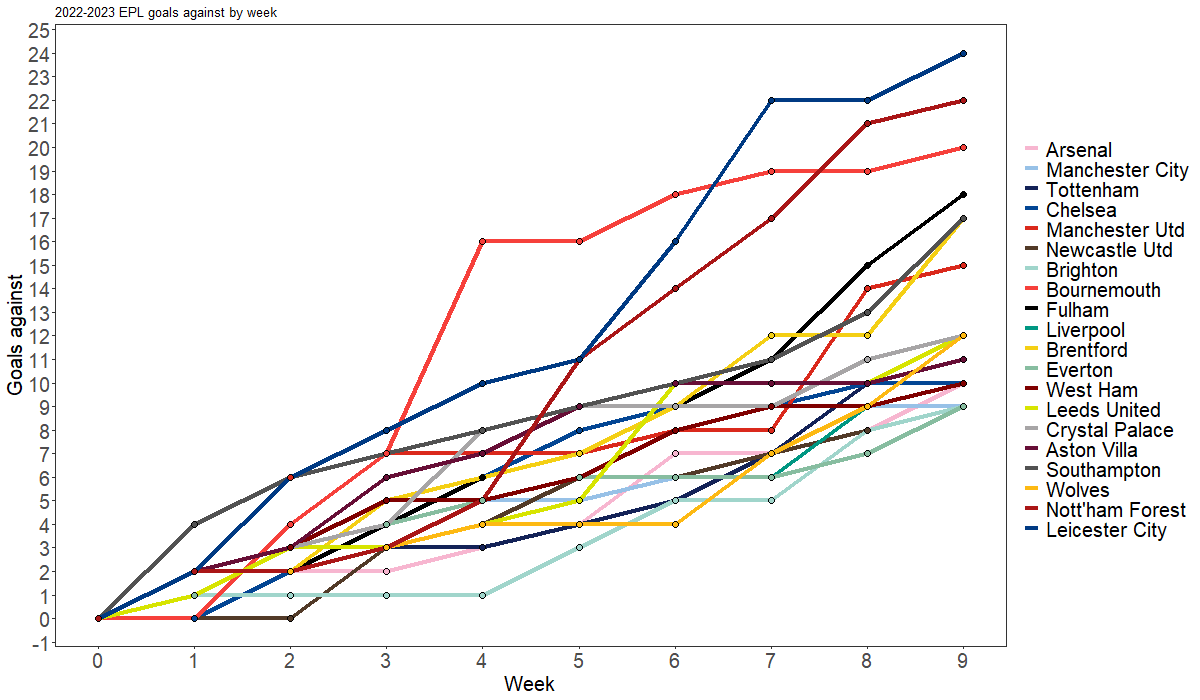 2022-2023 EPL goals against by week
25
24
23
22
21
20
19
18
17
16
15
14
13
12
11
10
9
8
7
6
5
4
3
2
1
0
-1
Goals against
0 1 2 3 4 5 6 7 8 9
Week
Arsenal
Manchester City
Tottenham
Chelsea
Manchester Utd
Newcastle Utd
Brighton
Bournemouth
Fulham
Liverpool
Brentford
Everton
West Ham
Leeds United
Crystal Palace
Aston Villa
Southampton
Wolves
Nott'ham Forest
Leicester City